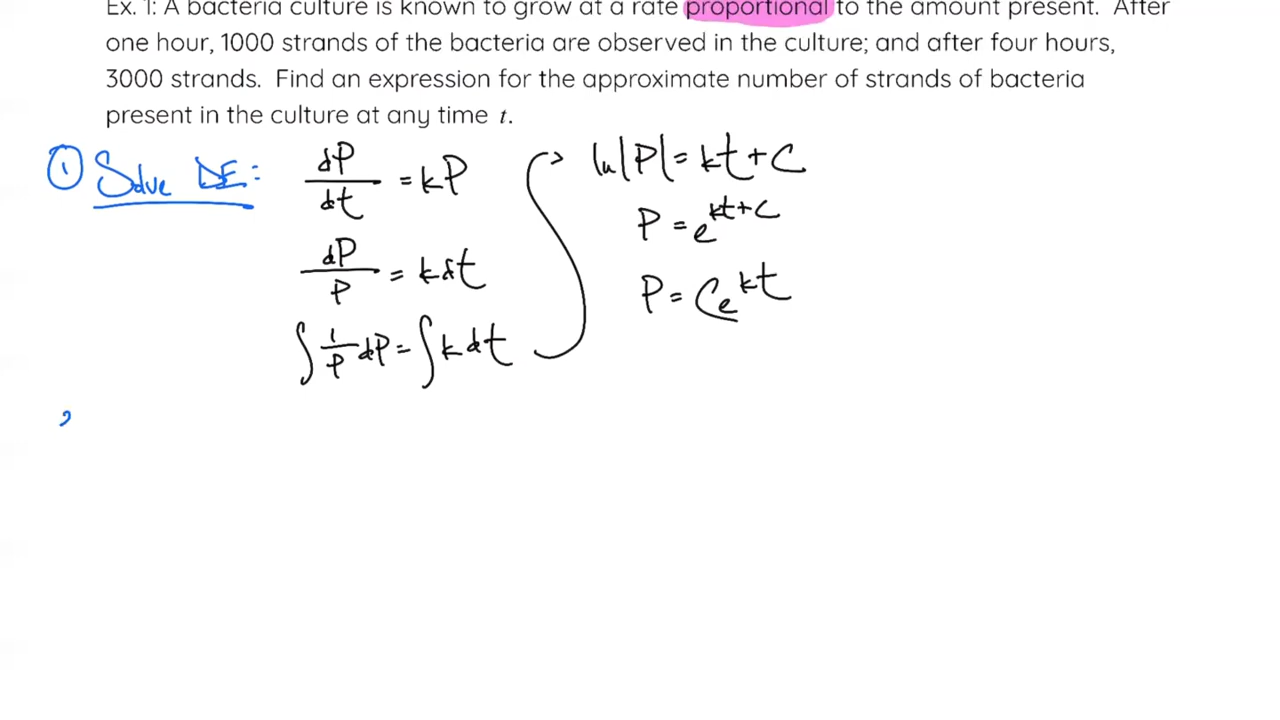 Ex. 1: A bacteria culture is known to grow at a rate proportional to the amount present. After
one hour, 1000 strands of the bacteria are observed in the culture; and after four hours,
3000 strands. Find an expression for the approximate number of strands of bacteria
present in the culture at any time t.
① Solve DE:
dP/dt = kP
dP/P = kdt
∫ 1/P dP = ∫ k dt
ln|P| = kt + C
P = e^{kt+C}
P = Ce^{kt}